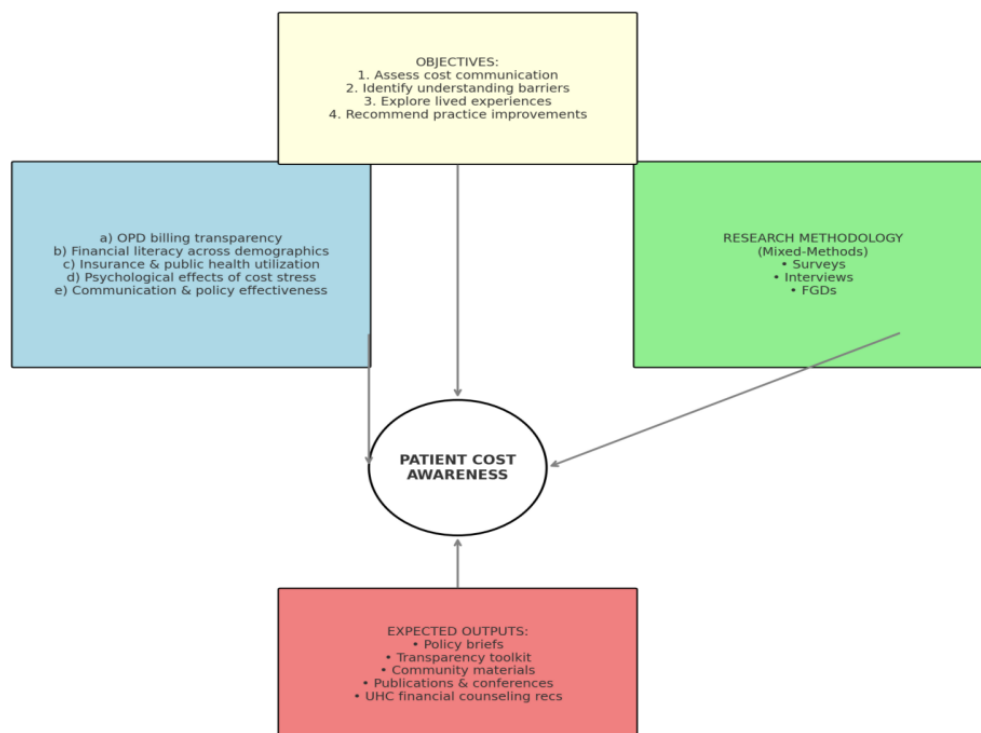 OBJECTIVES:
1. Assess cost communication
2. Identify understanding barriers
3. Explore lived experiences
4. Recommend practice improvements
a) OPD billing transparency
b) Financial literacy across demographics
c) Insurance & public health utilization
d) Psychological effects of cost stress
e) Communication & policy effectiveness
RESEARCH METHODOLOGY
(Mixed-Methods)
• Surveys
• Interviews
• FGDs
PATIENT COST
AWARENESS
EXPECTED OUTPUTS:
• Policy briefs
• Transparency toolkit
• Community materials
• Publications & conferences
• UHC financial counseling recs